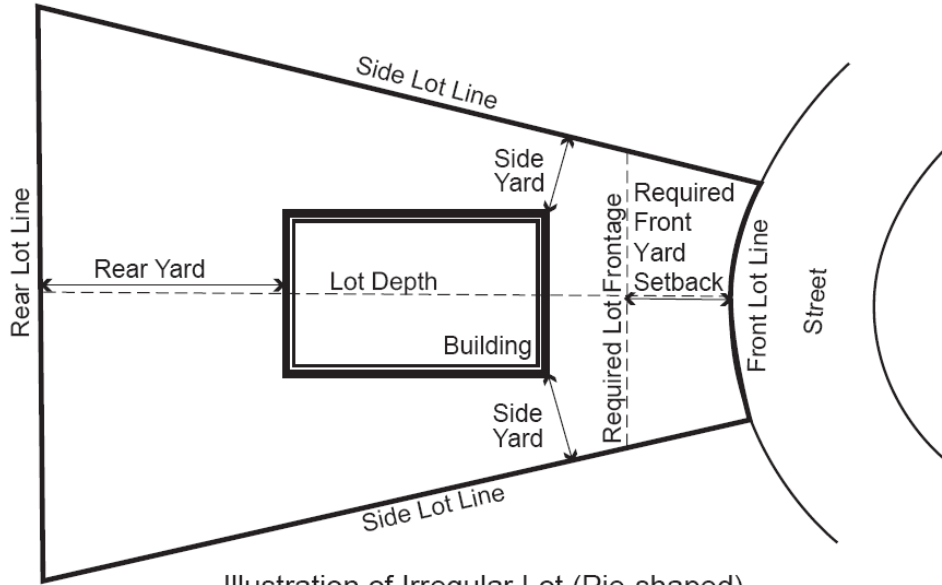 Side Lot Line
Side
Yard
Required
Front
Yard
Setback
Rear Lot Line
Rear Yard
Lot Depth
Building
Required Lot Frontage
Front Lot Line
Street
Side
Yard
Side Lot Line
Illustration of Irregular Lot (Pie-shaped)